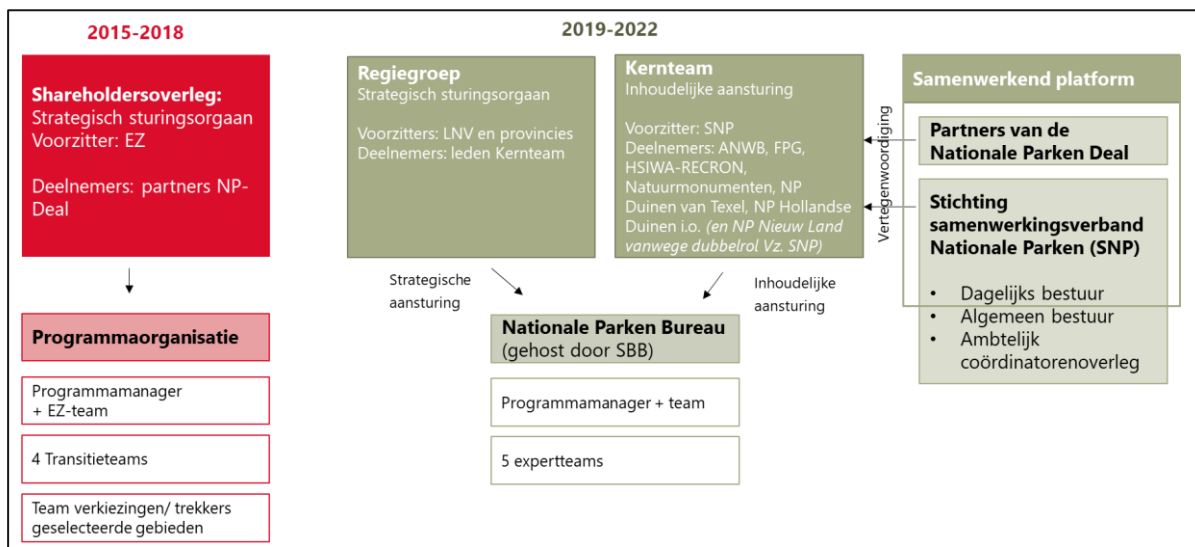 2015-2018
Shareholdersoverleg:
Strategisch sturingsorgaan
Voorzitter: EZ
Deelnemers: partners NP-
Deal
Programmaorganisatie
Programmamanager
+ EZ-team
4 Transitieteams
Team verkiezingen/ trekkers
geselecteerde gebieden
2019-2022
Regiegroep
Strategisch sturingsorgaan
Voorzitters: LNV en provincies
Deelnemers: leden Kernteam
Kernteam
Inhoudelijke aansturing
Voorzitter: SNP
Deelnemers: ANWB, FPG,
HSIWA-RECRON,
Natuurmonumenten, NP
Duinen van Texel, NP Hollandse
Duinen i.o. (en NP Nieuw Land
vanwege dubbelrol Vz. SNP)
Vertegenwoordiging
Samenwerkend platform
Partners van de
Nationale Parken Deal
Stichting
samenwerkingsverband
Nationale Parken (SNP)
• Dagelijks bestuur
• Algemeen bestuur
• Ambtelijk
coördinatorenoverleg
Strategische
aansturing
Inhoudelijke
aansturing
Nationale Parken Bureau
(gehost door SBB)
Programmamanager + team
5 expertteams